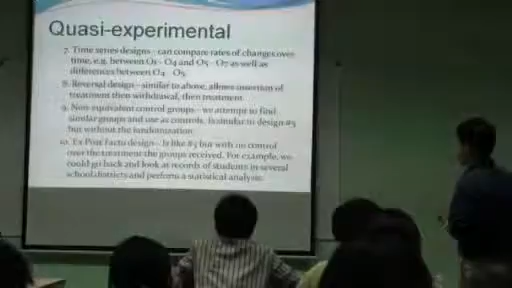 Quasi-experimental
7. Time series designs – can compare rates of changes over
time, e.g. between O1 – O4 and O5 – O7 as well as
differences between O4 – O5.
8. Reversal design – similar to above, allows insertion of
treatment then withdrawal, then treatment.
9. Non-equivalent control groups – we attempt to find
similar groups and use as controls. Is similar to design #5
but without the randomization.
10. Ex Post Facto design – Is like #5 but with no control
over the treatment the groups received. For example, we
could go back and look at records of students in several
school districts and perform a statistical analysis.